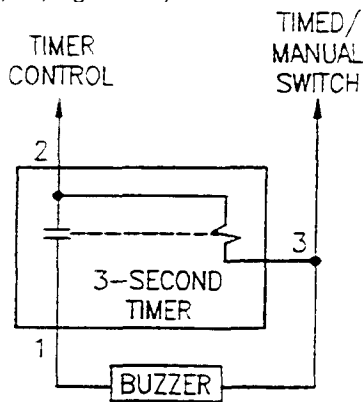 TIMED/
TIMER MANUAL
CONTROL SWITCH
2
3
3-SECOND
TIMER
1
BUZZER